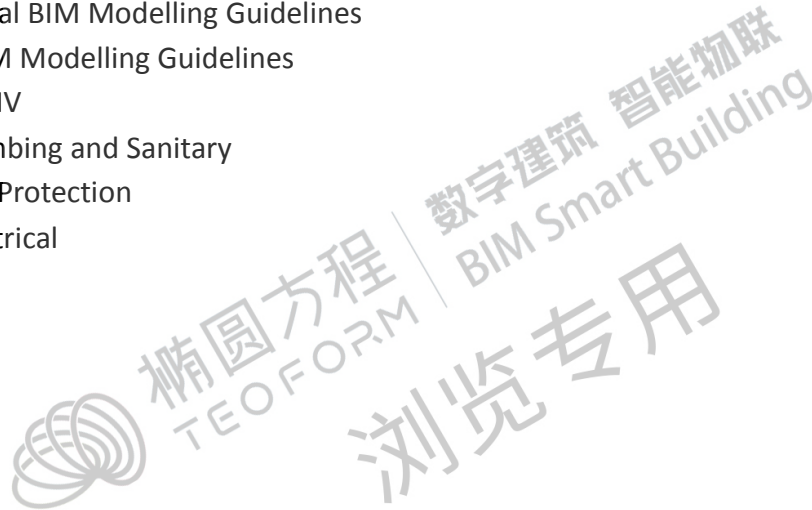 al BIM Modelling Guidelines
M Modelling Guidelines
MV
nbing and Sanitary
Protection
trical
椭圆方程
TEOFORM
数字建筑 智能物联
BIM Smart Building
浏览专用